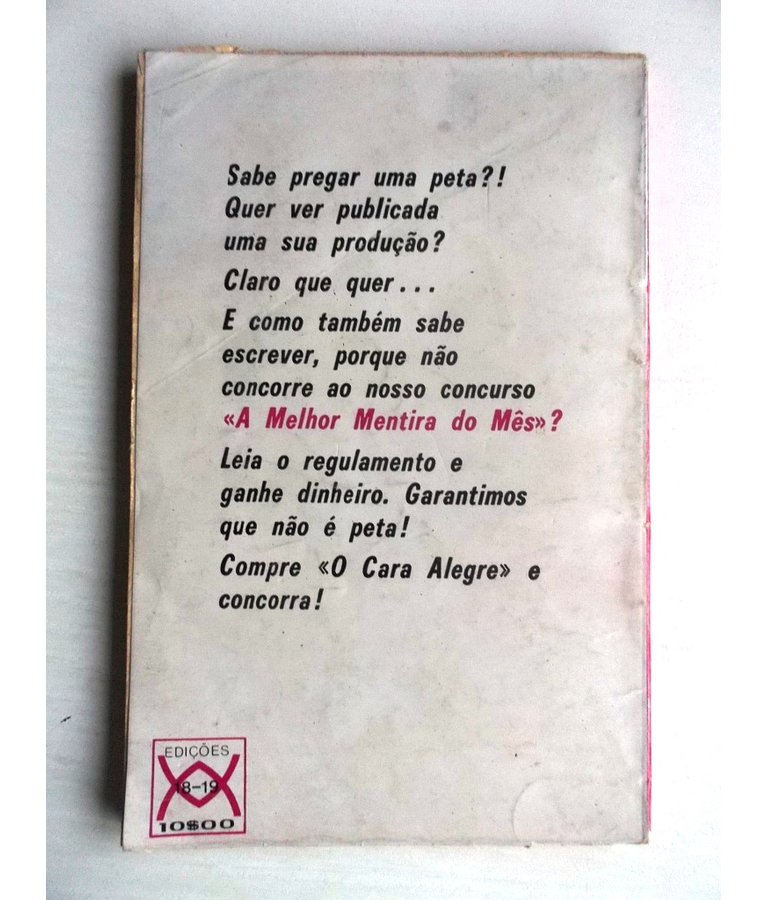 Sabe pregar uma peta?!
Quer ver publicada
uma sua produção?
Claro que quer...
E como também sabe
escrever, porque não
concorre ao nosso concurso
«A Melhor Mentira do Mês»?
Leia o regulamento e
ganhe dinheiro. Garantimos
que não é peta!
Compre «O Cara Alegre» e
concorra!
EDIÇÕES
18-19
10$00